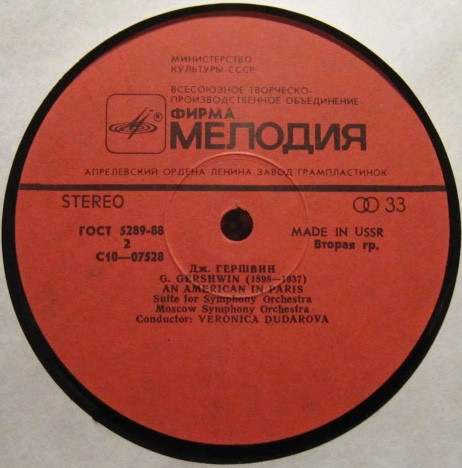 МИНИСТЕРСТВО
КУЛЬТУРЫ СССР
ВСЕСОЮЗНОЕ ТВОРЧЕСКО-
ПРОИЗВОДСТВЕННОЕ ОБЪЕДИНЕНИЕ
ФИРМА
МЕЛОДИЯ
АПРЕЛЕВСКИЙ ОРДЕНА ЛЕНИНА ЗАВОД ГРАМПЛАСТИНОК
STEREO
33
ГОСТ 5289-88
MADE IN USSR
2
Вторая гр.
С10—07528
Дж. ГЕРШВИН
G. GERSHWIN (1898—1937)
AN AMERICAN IN PARIS
Suite for Symphony Orchestra
Moscow Symphony Orchestra
Conductor: VERONICA DUDAROVA